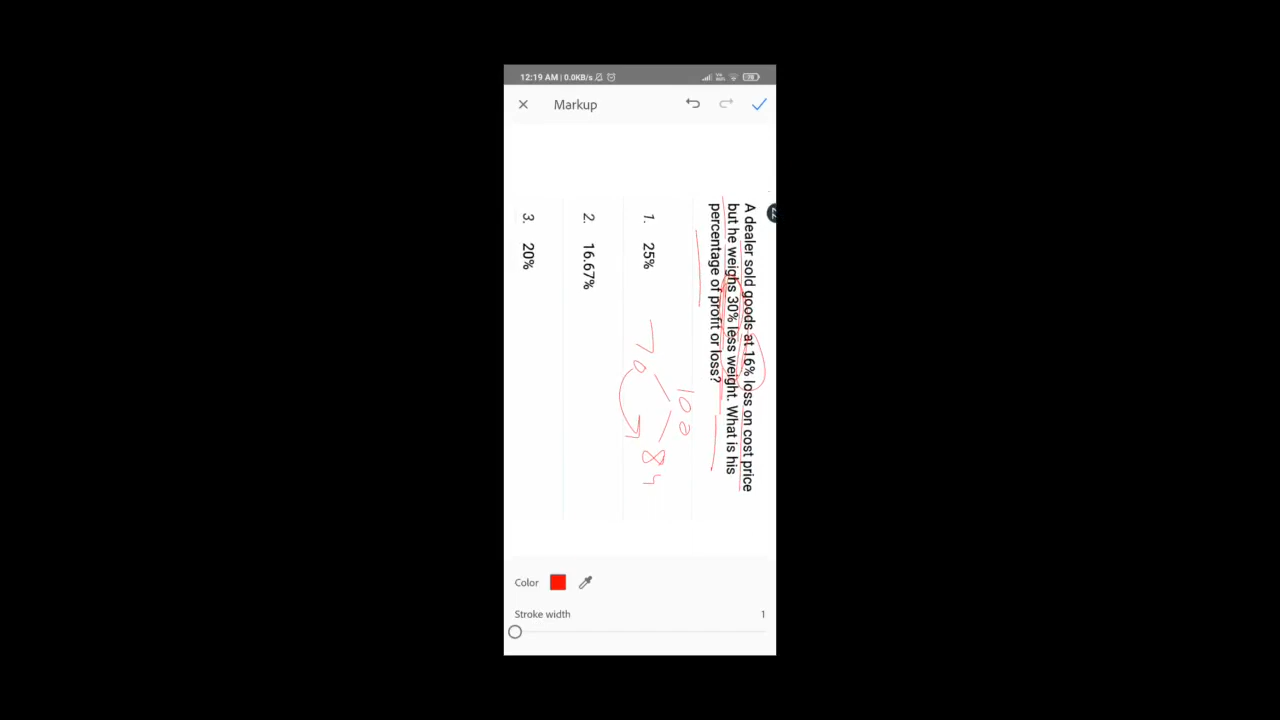 12:19 AM | 0.0KB/s
78
Markup
22
A dealer sold goods at 16% loss on cost price
but he weighs 30% less weight. What is his
percentage of profit or loss?
100
70 84
1. 25%
2. 16.67%
3. 20%
Color
Stroke width 1